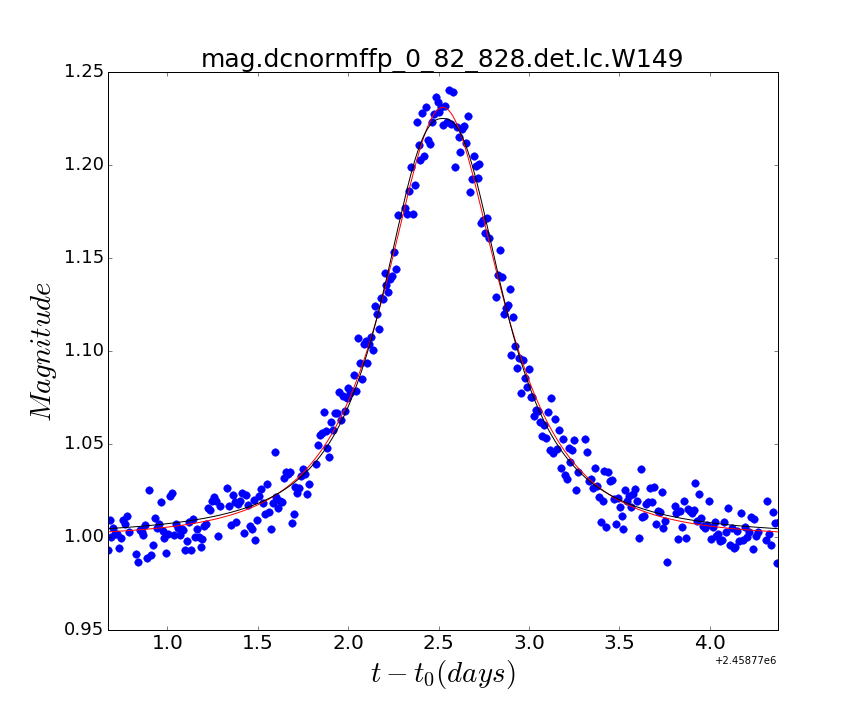 mag.dcnormffp_0_82_828.det.lc.W149
1.25
1.20
1.15
1.10
1.05
1.00
0.95
Magnitude
1.0 1.5 2.0 2.5 3.0 3.5 4.0
+2.45877e6
t − t₀(days)